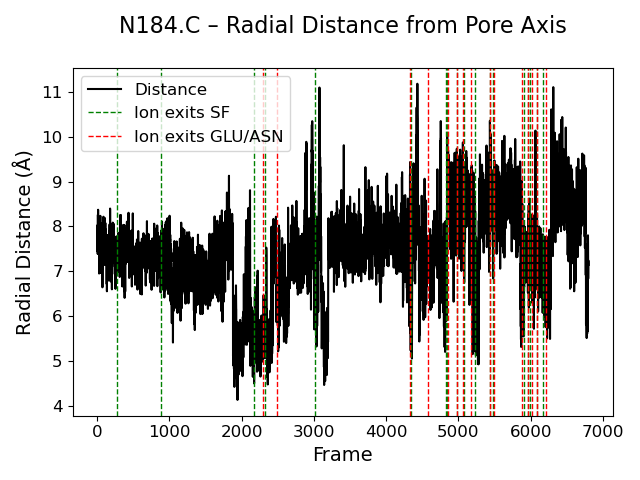 N184.C – Radial Distance from Pore Axis
Distance
Ion exits SF
Ion exits GLU/ASN
Radial Distance (Å)
11
10
9
8
7
6
5
4
0 1000 2000 3000 4000 5000 6000 7000
Frame